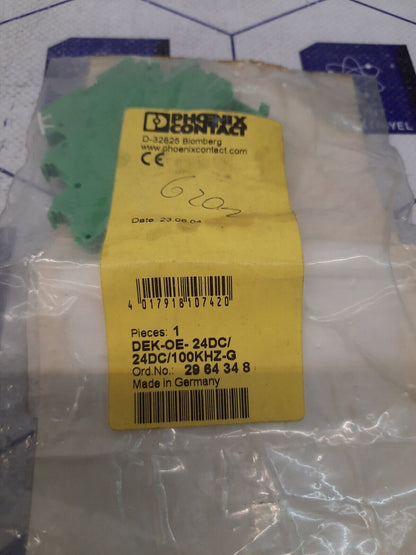 PHOENIX
CONTACT
D-32825 Blomberg
www.phoenixcontact.com
CE
Date: 23.06.04
4 017918 107420
Pieces: 1
DEK-OE- 24DC/
24DC/100KHZ-G
Ord.No.: 29 64 34 8
Made in Germany